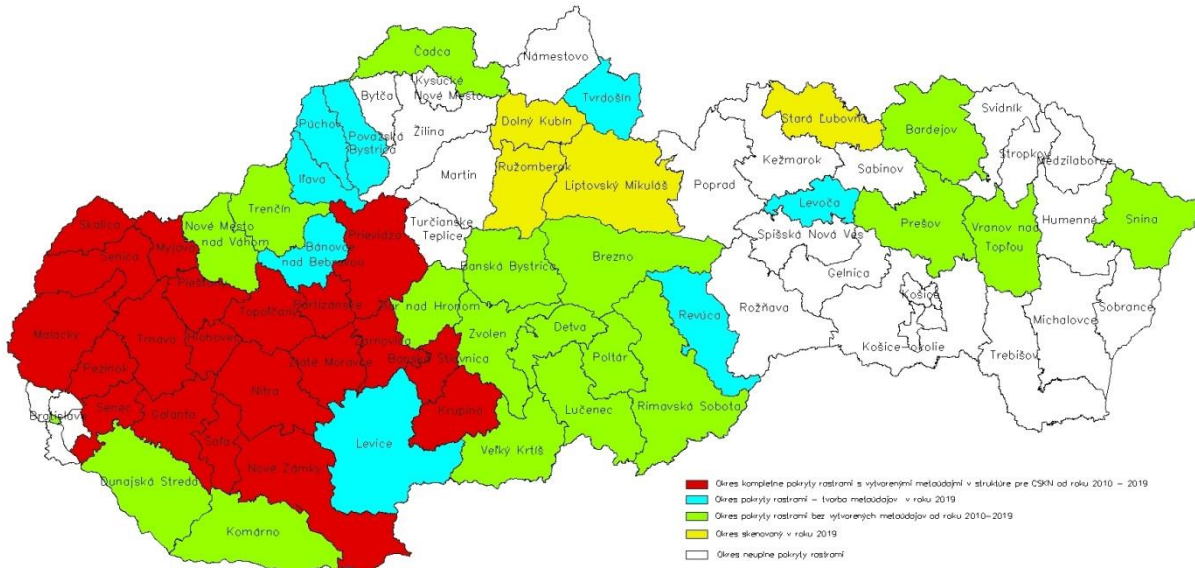 Čadca
Námestovo
Kysucké
Nové Mesto
Bytča
Tvrdošín
Púchov
Považská
Bystrica
Žilina
Dolný Kubín
Stará Ľubovňa
Bardejov
Svidník
Stropkov
Medzilaborce
Ružomberok
Liptovský Mikuláš
Poprad
Kežmarok
Sabinov
Ilava
Martin
Levoča
Prešov
Vranov nad
Topľou
Humenné
Snina
Trenčín
Nové Mesto
nad Váhom
Turčianske
Teplice
Prievidza
Bánovce
nad Bebravou
Spišská Nová Ves
Skalica
Senica
Myjava
Banská Bystrica
Brezno
Gelnica
Košice
Rožňava
Revúca
Topoľčany
Partizánske
nad Hronom
Zvolen
Detva
Poltár
Malacky
Trnava
Hlohovec
Zlaté Moravce
Banská Štiavnica
Košice-okolie
Trebišov
Michalovce
Sobrance
Pezinok
Nitra
Krupina
Lučenec
Rimavská Sobota
Bratislava
Senec
Galanta
Šaľa
Levice
Veľký Krtíš
Nové Zámky
Dunajská Streda
Komárno
Okres kompletne pokrytý rastrami s vytvorenými metaúdajmi v štruktúre pre CSKN od roku 2010 - 2019
Okres pokrytý rastrami - tvorba metaúdajov v roku 2019
Okres pokrytý rastrami bez vytvorených metaúdajov od roku 2010-2019
Okres skenovaný v roku 2019
Okres neúplne pokrytý rastrami